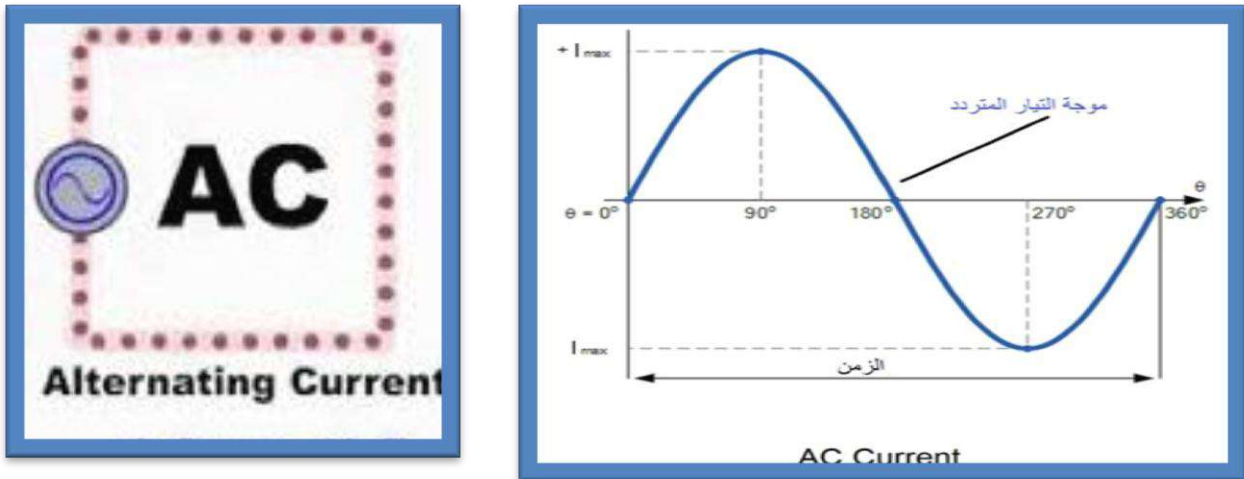 AC
Alternating Current
+ I max
موجة التيار المتردد
θ
θ = 0°
90°
180°
270°
360°
I max
الزمن
AC Current